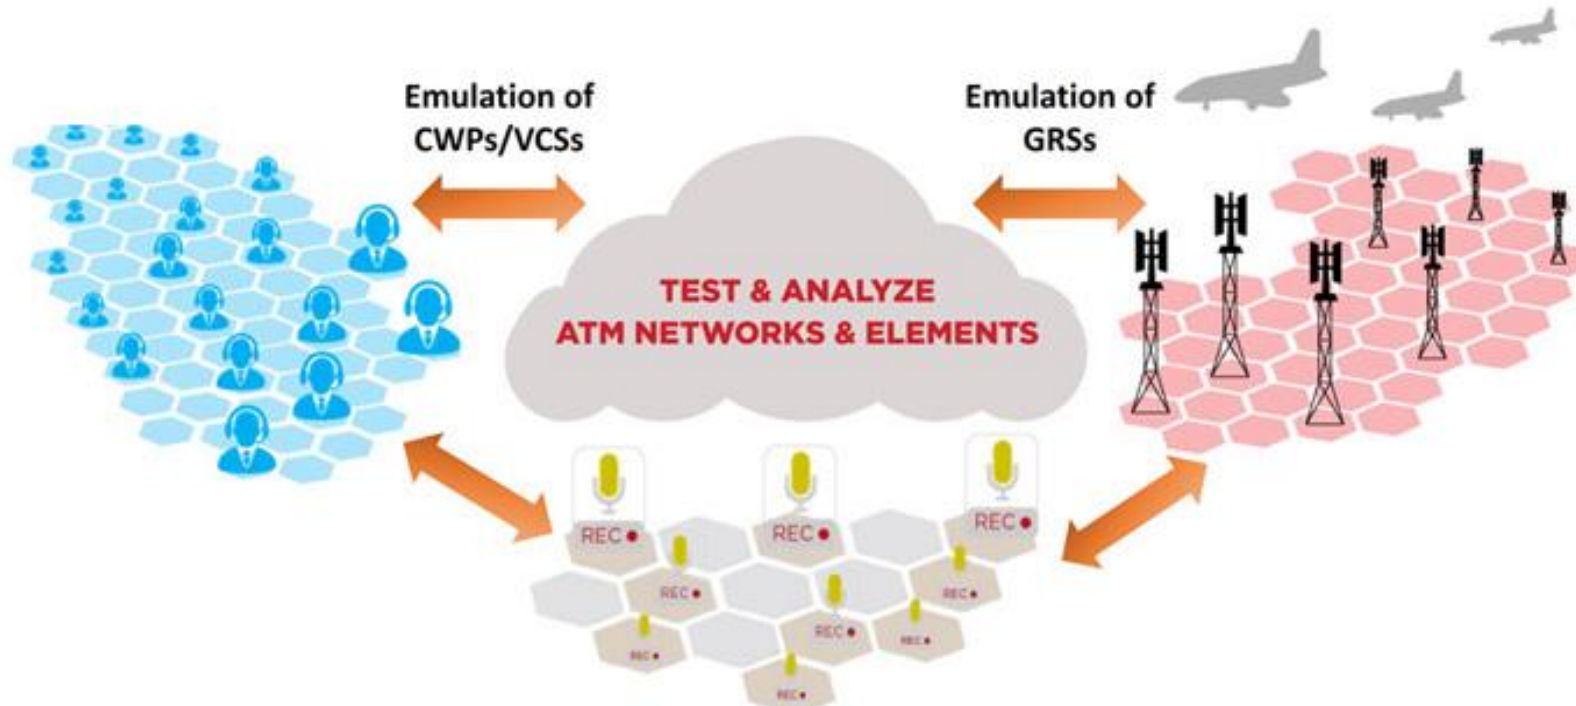 Emulation of
CWPs/VCSs
Emulation of
GRSs
TEST & ANALYZE
ATM NETWORKS & ELEMENTS
REC
REC
REC
REC
REC
REC
REC
REC
REC
REC